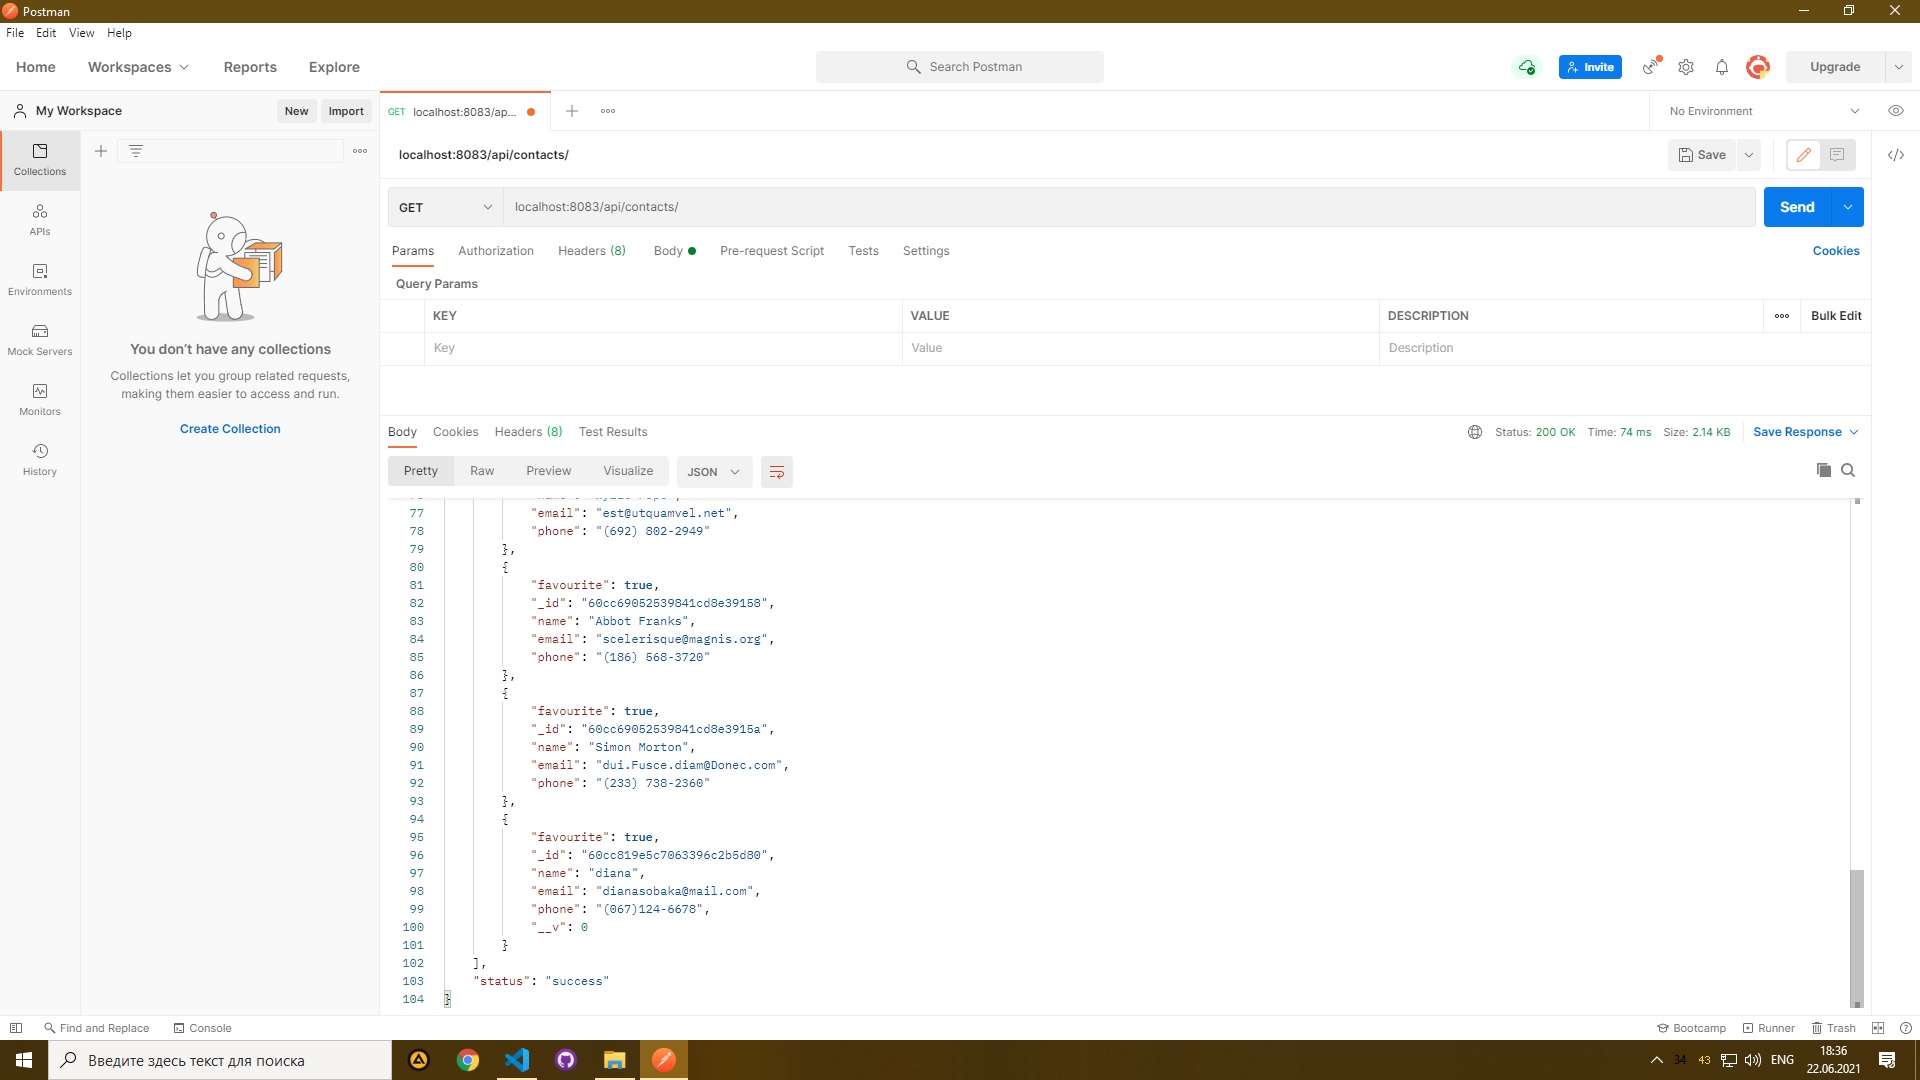 Postman
File Edit View Help
Home Workspaces Reports Explore
Search Postman
Invite
Upgrade
My Workspace
New Import
GET localhost:8083/ap...
No Environment
Collections
APIs
Environments
Mock Servers
Monitors
History
You don't have any collections
Collections let you group related requests,
making them easier to access and run.
Create Collection
localhost:8083/api/contacts/
Save
GET localhost:8083/api/contacts/
Send
Params Authorization Headers (8) Body Pre-request Script Tests Settings Cookies
Query Params
KEY VALUE DESCRIPTION Bulk Edit
Key Value Description
Body Cookies Headers (8) Test Results
Status: 200 OK Time: 74 ms Size: 2.14 KB Save Response
Pretty Raw Preview Visualize JSON
77 "email": "est@utquamvel.net",
78 "phone": "(692) 802-2949"
79 },
80 {
81 "favourite": true,
82 "_id": "60cc69052539841cd8e39158",
83 "name": "Abbot Franks",
84 "email": "scelerisque@magnis.org",
85 "phone": "(186) 568-3720"
86 },
87 {
88 "favourite": true,
89 "_id": "60cc69052539841cd8e3915a",
90 "name": "Simon Morton",
91 "email": "dui.Fusce.diam@Donec.com",
92 "phone": "(233) 738-2360"
93 },
94 {
95 "favourite": true,
96 "_id": "60cc819e5c7063396c2b5d80",
97 "name": "diana",
98 "email": "dianasobaka@mail.com",
99 "phone": "(067)124-6678",
100 "__v": 0
101 }
102 ],
103 "status": "success"
104 }
Find and Replace Console
Bootcamp Runner Trash
Введите здесь текст для поиска
34 43 ENG
18:36
22.06.2021